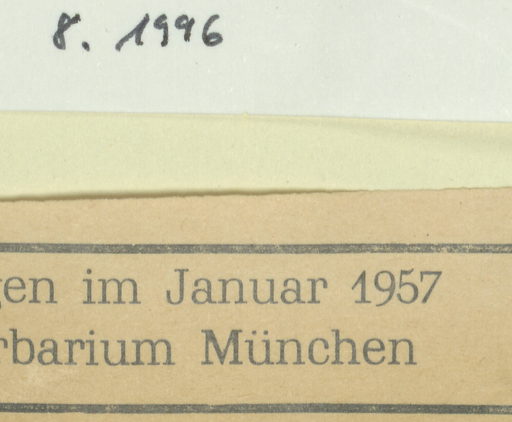 8. 1996
gen im Januar 1957
rbarium München